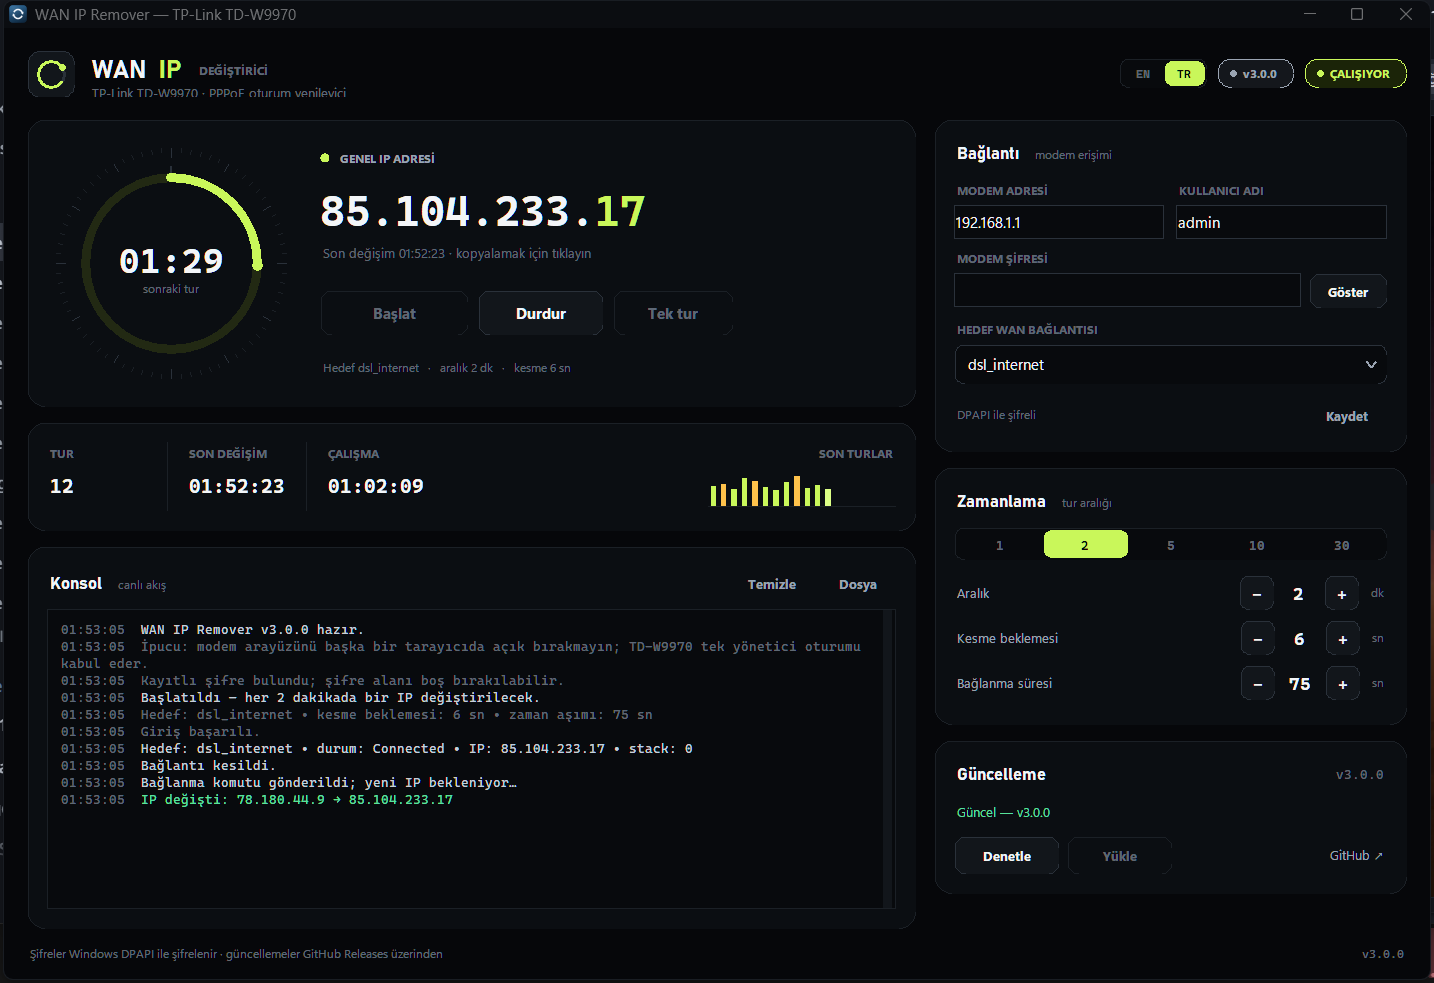 WAN IP Remover — TP-Link TD-W9970
WAN IP DEĞİŞTİRİCİ
TP-Link TD-W9970 · PPPoE oturum yenileyici
EN TR v3.0.0 ÇALIŞIYOR
01:29
sonraki tur
GENEL IP ADRESİ
85.104.233.17
Son değişim 01:52:23 · kopyalamak için tıklayın
Başlat Durdur Tek tur
Hedef dsl_internet · aralık 2 dk · kesme 6 sn
TUR SON DEĞİŞİM ÇALIŞMA SON TURLAR
12 01:52:23 01:02:09
Konsol canlı akış Temizle Dosya
01:53:05 WAN IP Remover v3.0.0 hazır.
01:53:05 İpucu: modem arayüzünü başka bir tarayıcıda açık bırakmayın; TD-W9970 tek yönetici oturumu
kabul eder.
01:53:05 Kayıtlı şifre bulundu; şifre alanı boş bırakılabilir.
01:53:05 Başlatıldı — her 2 dakikada bir IP değiştirilecek.
01:53:05 Hedef: dsl_internet • kesme beklemesi: 6 sn • zaman aşımı: 75 sn
01:53:05 Giriş başarılı.
01:53:05 Hedef: dsl_internet • durum: Connected • IP: 85.104.233.17 • stack: 0
01:53:05 Bağlantı kesildi.
01:53:05 Bağlanma komutu gönderildi; yeni IP bekleniyor…
01:53:05 IP değişti: 78.180.44.9 → 85.104.233.17
Bağlantı modem erişimi
MODEM ADRESİ KULLANICI ADI
192.168.1.1 admin
MODEM ŞİFRESİ
Göster
HEDEF WAN BAĞLANTISI
dsl_internet
DPAPI ile şifreli Kaydet
Zamanlama tur aralığı
1 2 5 10 30
Aralık − 2 + dk
Kesme beklemesi − 6 + sn
Bağlanma süresi − 75 + sn
Güncelleme v3.0.0
Güncel — v3.0.0
Denetle Yükle GitHub ↗
Şifreler Windows DPAPI ile şifrelenir · güncellemeler GitHub Releases üzerinden
v3.0.0